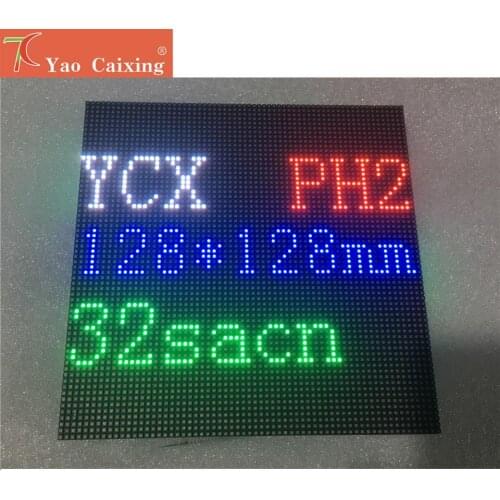 Yao Caixing
YCX PH2
128*128mm
32sacn